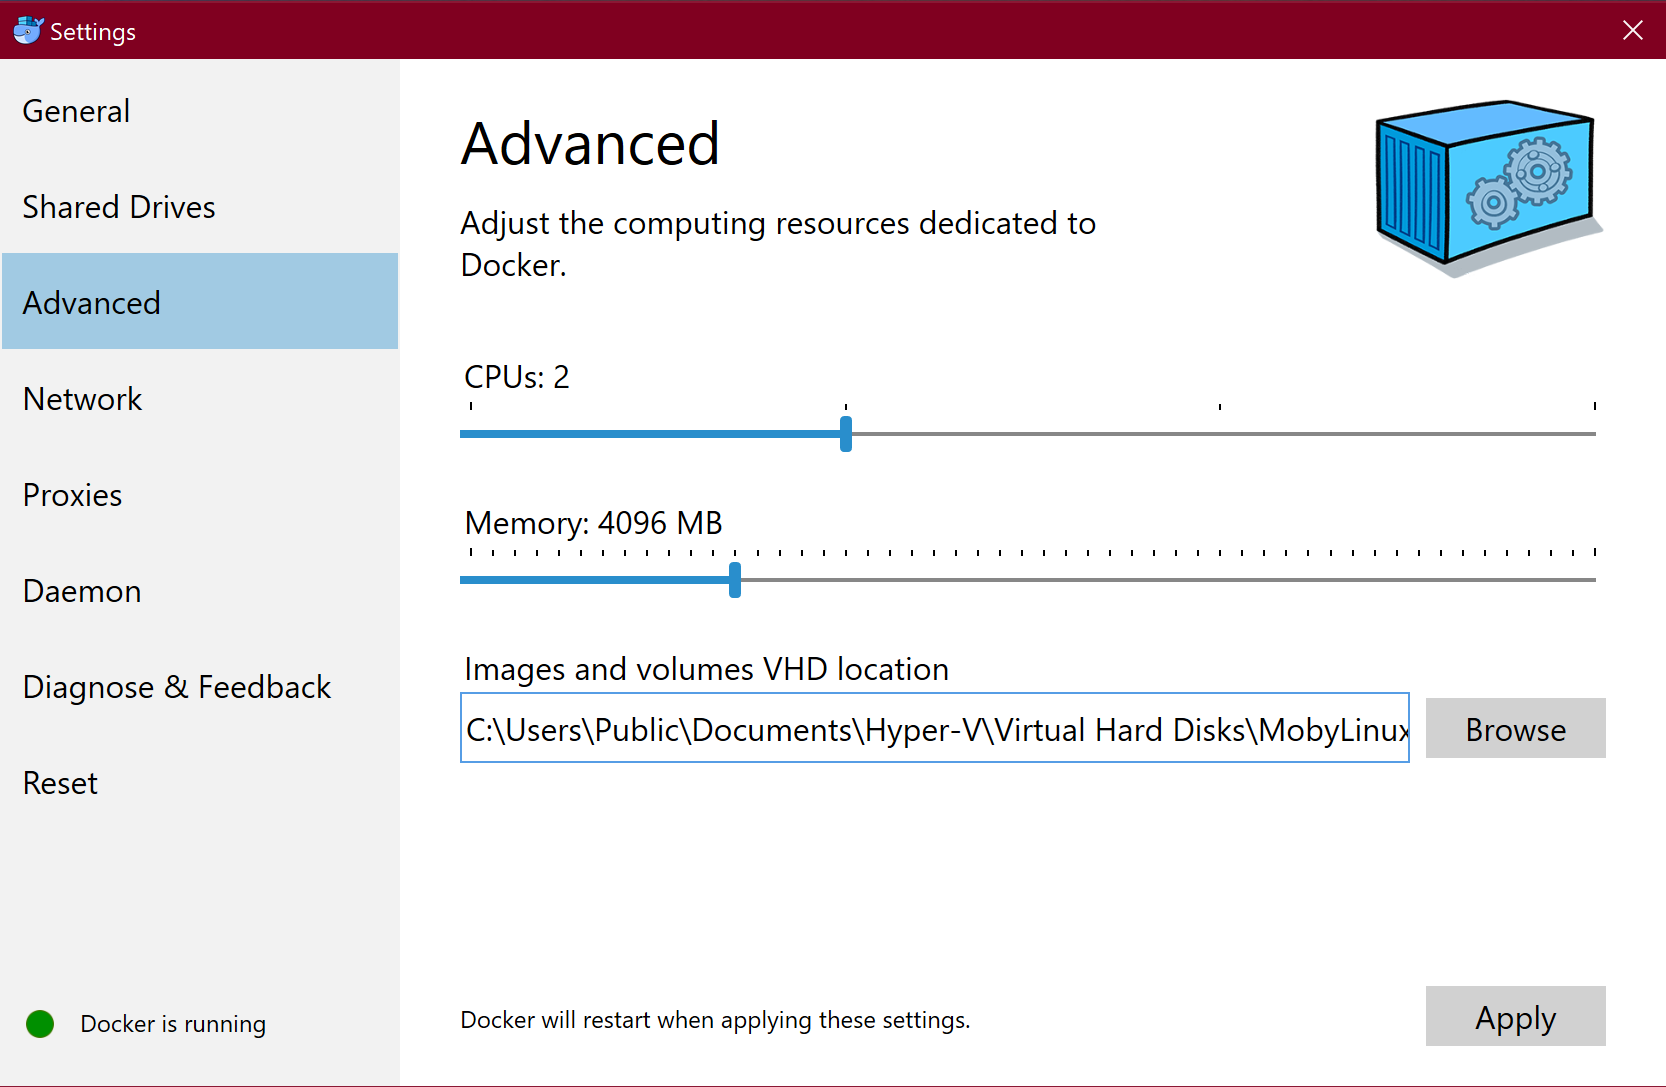 Settings
General
Shared Drives
Advanced
Network
Proxies
Daemon
Diagnose & Feedback
Reset
Docker is running
Advanced
Adjust the computing resources dedicated to
Docker.
CPUs: 2
Memory: 4096 MB
Images and volumes VHD location
C:\Users\Public\Documents\Hyper-V\Virtual Hard Disks\MobyLinux
Browse
Docker will restart when applying these settings.
Apply